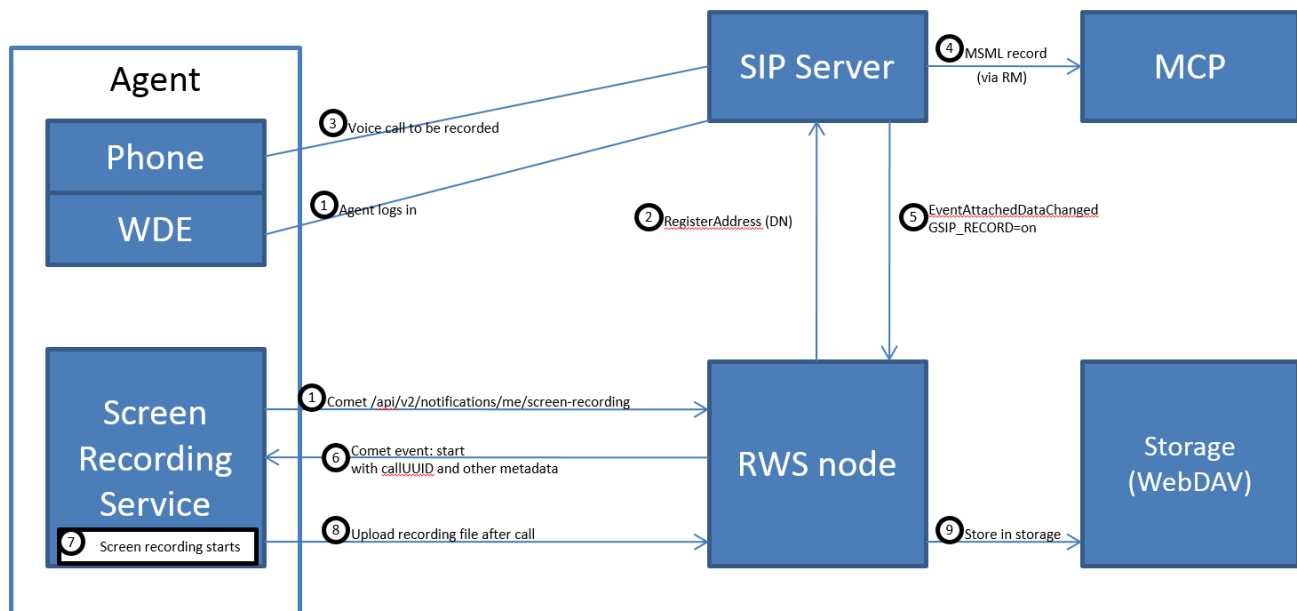 Agent
Phone
WDE
SIP Server
MCP
4
MSML record
(via RM)
3
Voice call to be recorded
1
Agent logs in
2
RegisterAddress (DN)
5
EventAttachedDataChanged
GSIP_RECORD=on
Screen
Recording
Service
7
Screen recording starts
1
Comet /api/v2/notifications/me/screen-recording
6
Comet event: start
with callUUID and other metadata
8
Upload recording file after call
RWS node
9
Store in storage
Storage
(WebDAV)